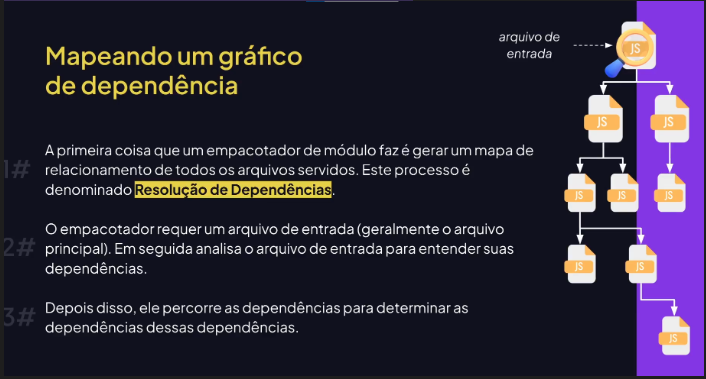 Mapeando um gráfico
de dependência
arquivo de
entrada
JS
JS
JS
JS
JS
JS
JS
JS
JS
1#
A primeira coisa que um empacotador de módulo faz é gerar um mapa de
relacionamento de todos os arquivos servidos. Este processo é
denominado Resolução de Dependências.
2#
O empacotador requer um arquivo de entrada (geralmente o arquivo
principal). Em seguida analisa o arquivo de entrada para entender suas
dependências.
3#
Depois disso, ele percorre as dependências para determinar as
dependências dessas dependências.